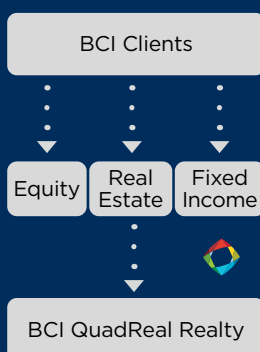 BCI Clients
Equity
Real
Estate
Fixed
Income
BCI QuadReal Realty